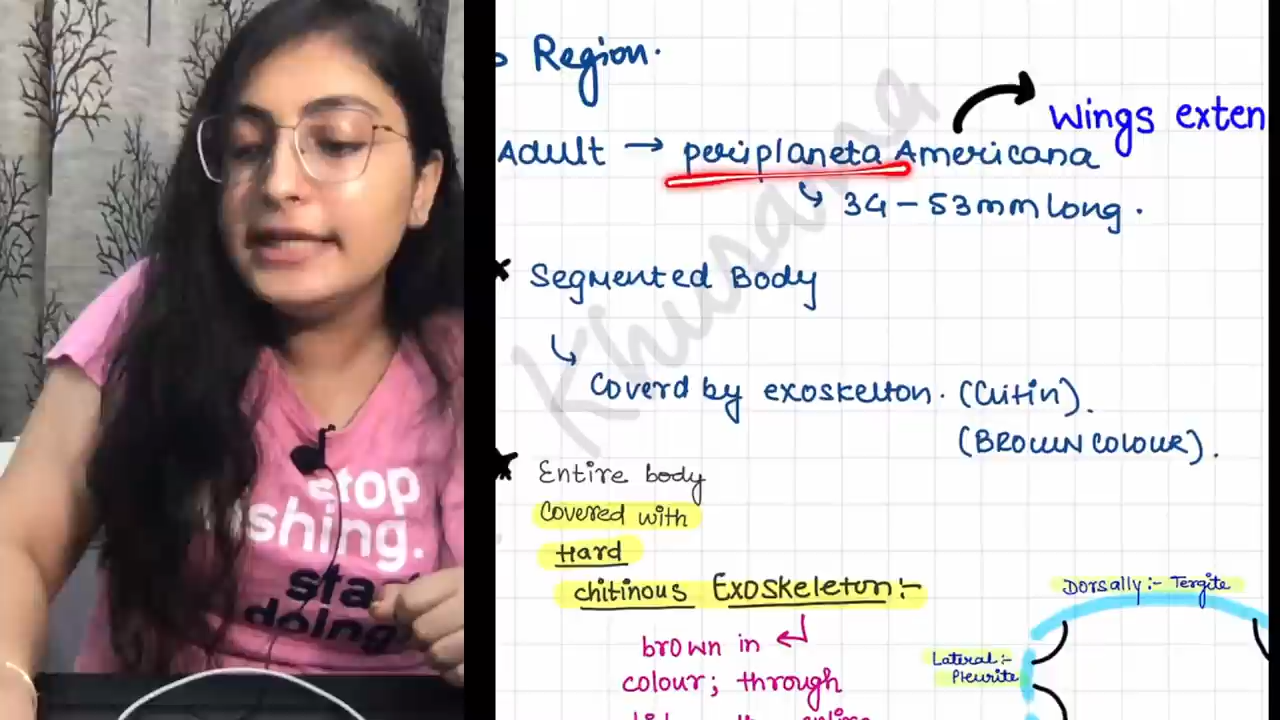 Region.
Adult → periplaneta Americana
Wings exten
↳ 34 - 53mm long.
Segmented Body
↳
Coverd by exoskelton. (Cutin).
(BROWN COLOUR).
Entire body
Covered with
Hard
chitinous Exoskeleton:-
brown in ↲
colour; through
Dorsally:- Tergite
Lateral:-
Pleurite
Khurana
stop
shing.
doing.